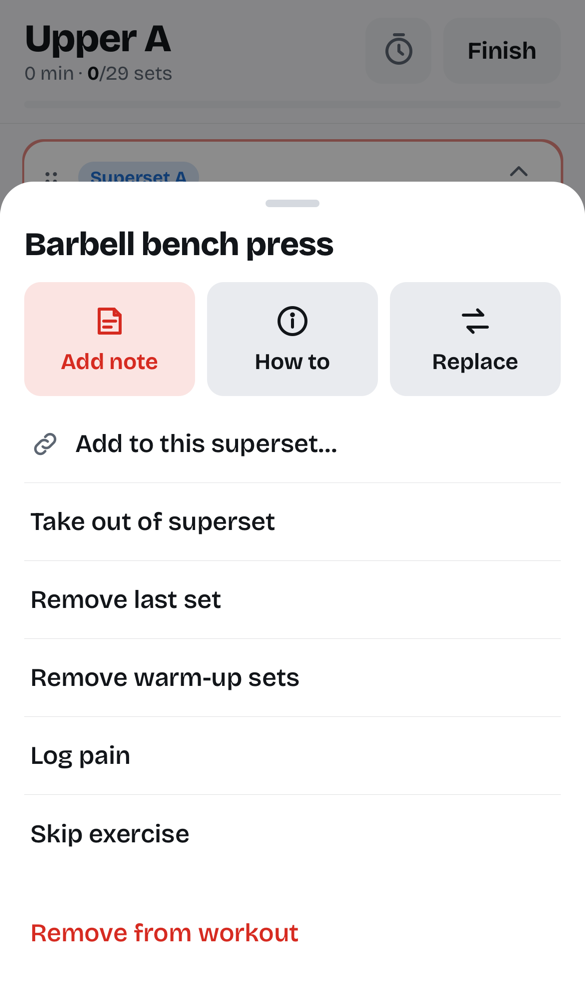 Upper A
0 min · 0/29 sets
Finish
Superset A
Barbell bench press
Add note
How to
Replace
Add to this superset...
Take out of superset
Remove last set
Remove warm-up sets
Log pain
Skip exercise
Remove from workout